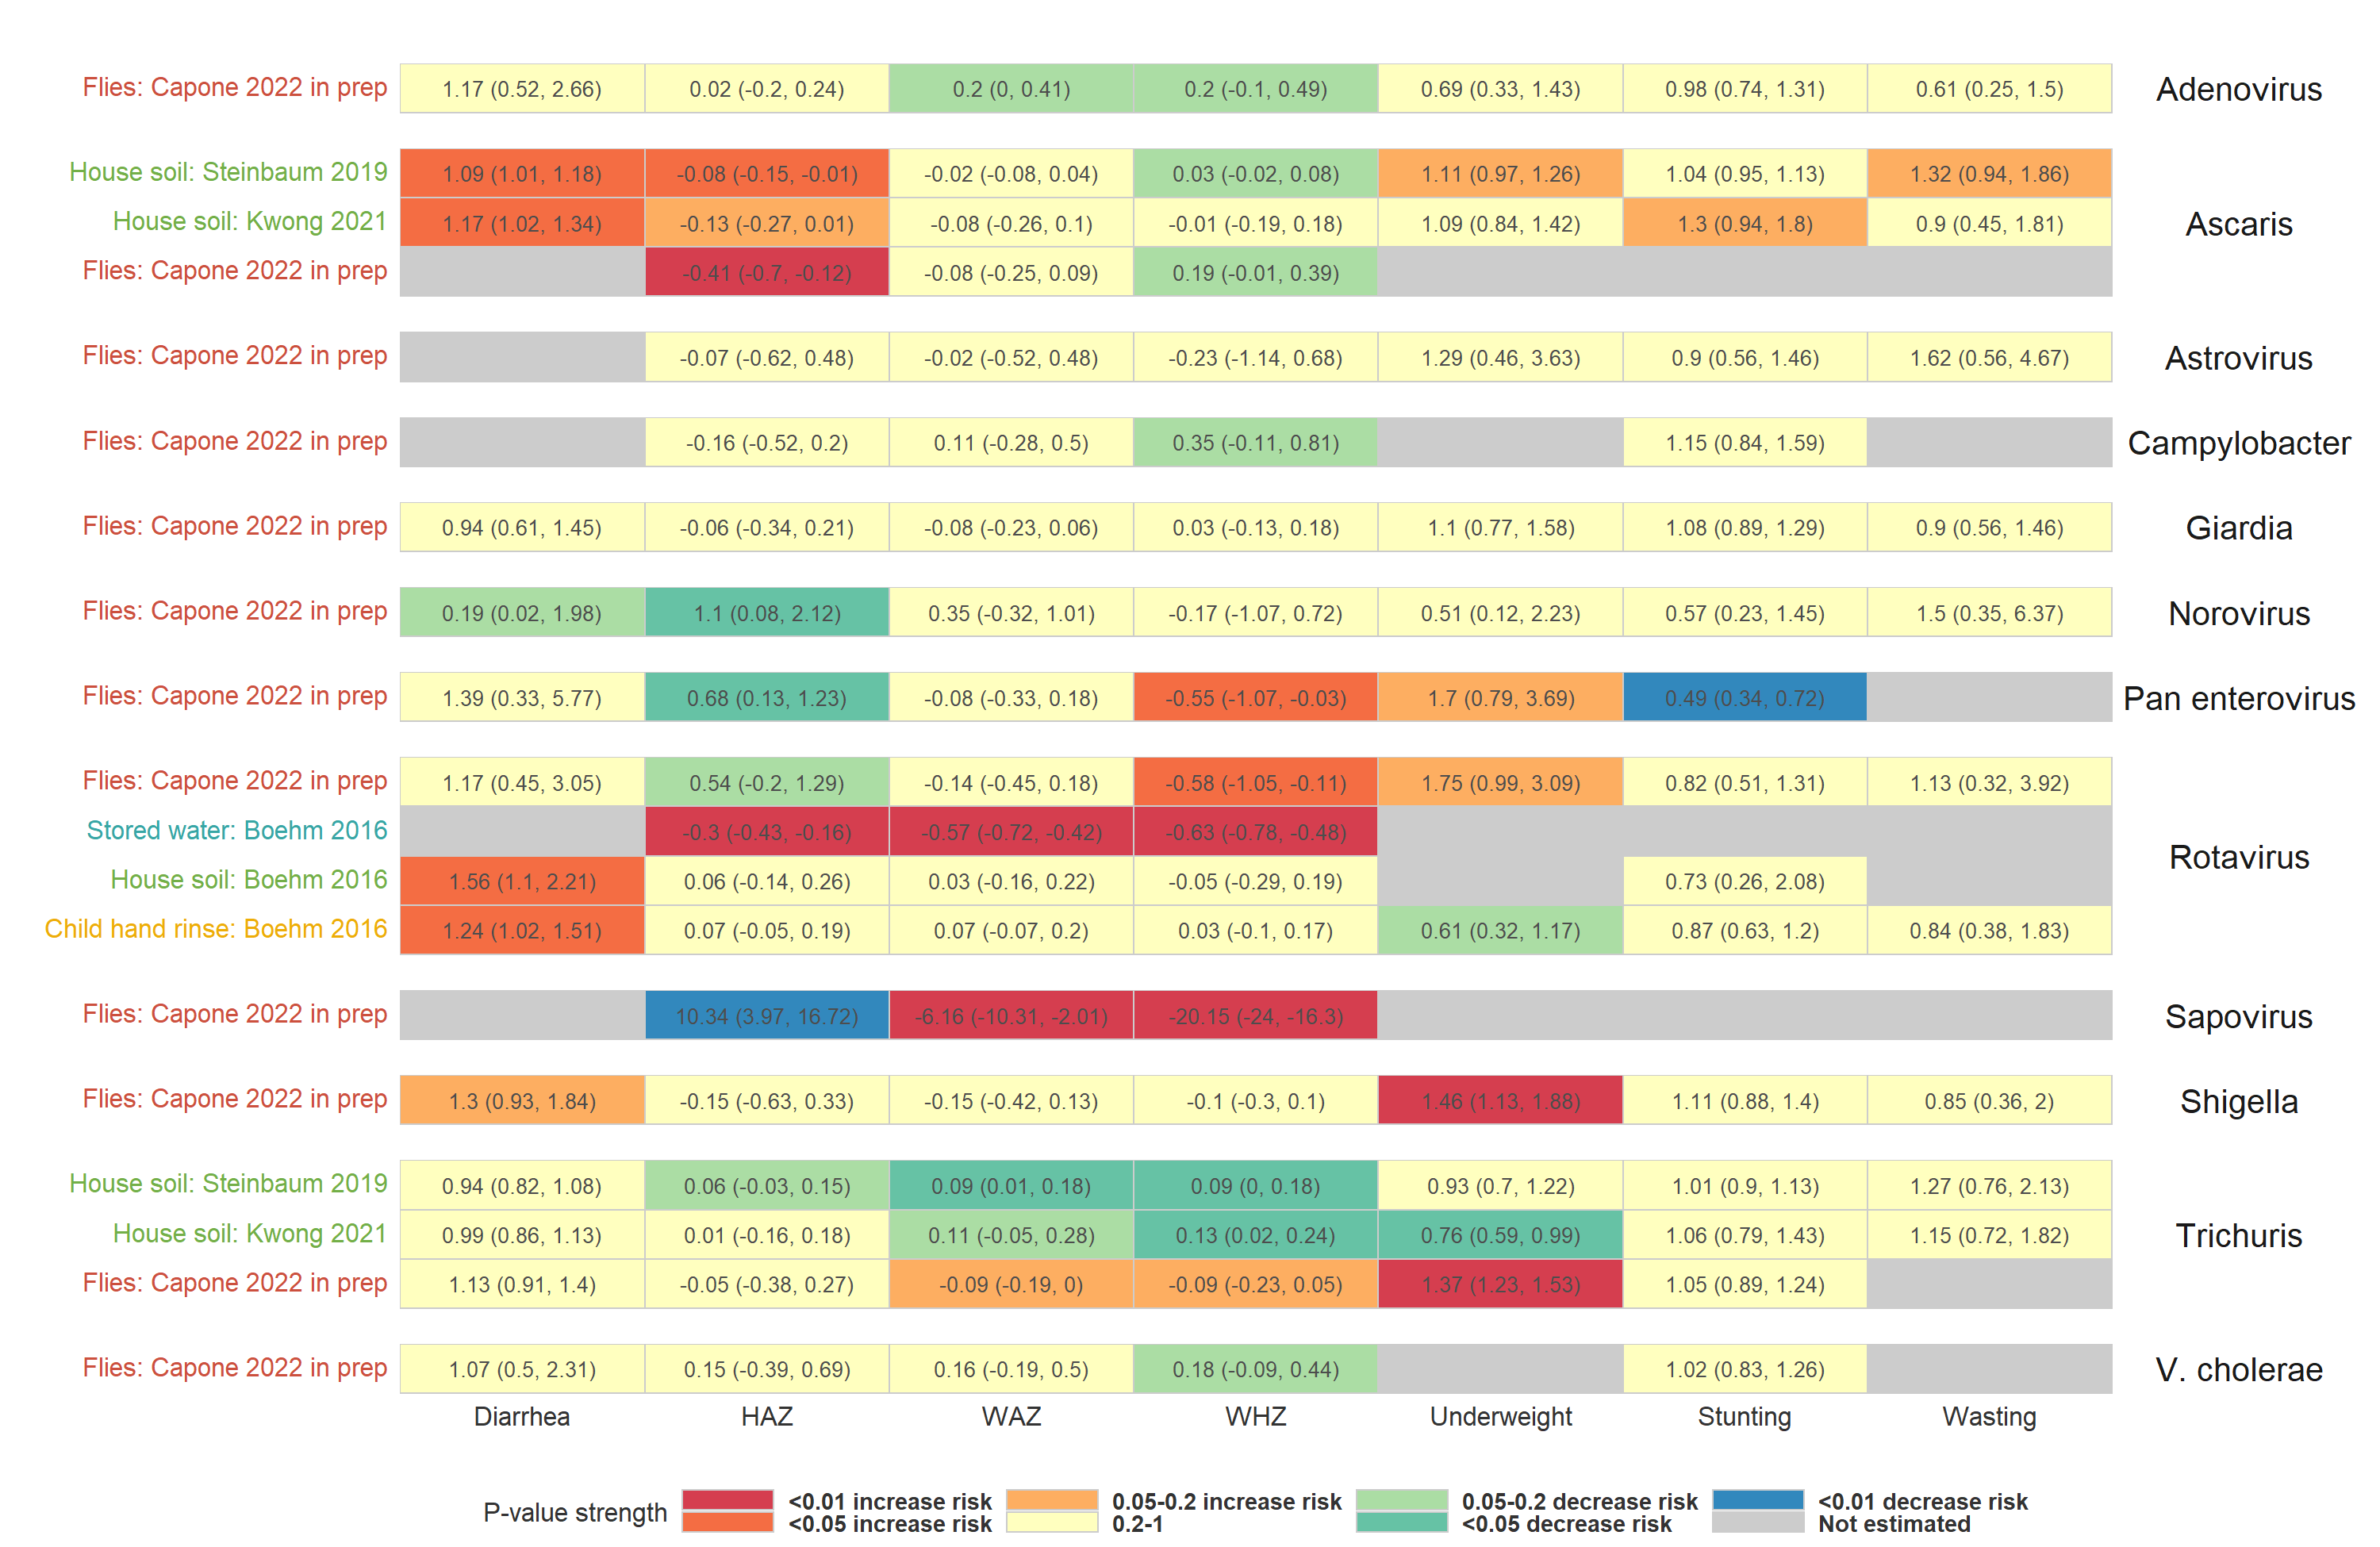 Flies: Capone 2022 in prep 1.17 (0.52, 2.66) 0.02 (-0.2, 0.24) 0.2 (0, 0.41) 0.2 (-0.1, 0.49) 0.69 (0.33, 1.43) 0.98 (0.74, 1.31) 0.61 (0.25, 1.5) Adenovirus
House soil: Steinbaum 2019 1.09 (1.01, 1.18) -0.08 (-0.15, -0.01) -0.02 (-0.08, 0.04) 0.03 (-0.02, 0.08) 1.11 (0.97, 1.26) 1.04 (0.95, 1.13) 1.32 (0.94, 1.86)
House soil: Kwong 2021 1.17 (1.02, 1.34) -0.13 (-0.27, 0.01) -0.08 (-0.26, 0.1) -0.01 (-0.19, 0.18) 1.09 (0.84, 1.42) 1.3 (0.94, 1.8) 0.9 (0.45, 1.81) Ascaris
Flies: Capone 2022 in prep -0.41 (-0.7, -0.12) -0.08 (-0.25, 0.09) 0.19 (-0.01, 0.39)
Flies: Capone 2022 in prep -0.07 (-0.62, 0.48) -0.02 (-0.52, 0.48) -0.23 (-1.14, 0.68) 1.29 (0.46, 3.63) 0.9 (0.56, 1.46) 1.62 (0.56, 4.67) Astrovirus
Flies: Capone 2022 in prep -0.16 (-0.52, 0.2) 0.11 (-0.28, 0.5) 0.35 (-0.11, 0.81) 1.15 (0.84, 1.59) Campylobacter
Flies: Capone 2022 in prep 0.94 (0.61, 1.45) -0.06 (-0.34, 0.21) -0.08 (-0.23, 0.06) 0.03 (-0.13, 0.18) 1.1 (0.77, 1.58) 1.08 (0.89, 1.29) 0.9 (0.56, 1.46) Giardia
Flies: Capone 2022 in prep 0.19 (0.02, 1.98) 1.1 (0.08, 2.12) 0.35 (-0.32, 1.01) -0.17 (-1.07, 0.72) 0.51 (0.12, 2.23) 0.57 (0.23, 1.45) 1.5 (0.35, 6.37) Norovirus
Flies: Capone 2022 in prep 1.39 (0.33, 5.77) 0.68 (0.13, 1.23) -0.08 (-0.33, 0.18) -0.55 (-1.07, -0.03) 1.7 (0.79, 3.69) 0.49 (0.34, 0.72) Pan enterovirus
Flies: Capone 2022 in prep 1.17 (0.45, 3.05) 0.54 (-0.2, 1.29) -0.14 (-0.45, 0.18) -0.58 (-1.05, -0.11) 1.75 (0.99, 3.09) 0.82 (0.51, 1.31) 1.13 (0.32, 3.92)
Stored water: Boehm 2016 -0.3 (-0.43, -0.16) -0.57 (-0.72, -0.42) -0.63 (-0.78, -0.48)
Rotavirus
House soil: Boehm 2016 1.56 (1.1, 2.21) 0.06 (-0.14, 0.26) 0.03 (-0.16, 0.22) -0.05 (-0.29, 0.19) 0.73 (0.26, 2.08)
Child hand rinse: Boehm 2016 1.24 (1.02, 1.51) 0.07 (-0.05, 0.19) 0.07 (-0.07, 0.2) 0.03 (-0.1, 0.17) 0.61 (0.32, 1.17) 0.87 (0.63, 1.2) 0.84 (0.38, 1.83)
Flies: Capone 2022 in prep 10.34 (3.97, 16.72) -6.16 (-10.31, -2.01) -20.15 (-24, -16.3) Sapovirus
Flies: Capone 2022 in prep 1.3 (0.93, 1.84) -0.15 (-0.63, 0.33) -0.15 (-0.42, 0.13) -0.1 (-0.3, 0.1) 1.46 (1.13, 1.88) 1.11 (0.88, 1.4) 0.85 (0.36, 2) Shigella
House soil: Steinbaum 2019 0.94 (0.82, 1.08) 0.06 (-0.03, 0.15) 0.09 (0.01, 0.18) 0.09 (0, 0.18) 0.93 (0.7, 1.22) 1.01 (0.9, 1.13) 1.27 (0.76, 2.13)
House soil: Kwong 2021 0.99 (0.86, 1.13) 0.01 (-0.16, 0.18) 0.11 (-0.05, 0.28) 0.13 (0.02, 0.24) 0.76 (0.59, 0.99) 1.06 (0.79, 1.43) 1.15 (0.72, 1.82) Trichuris
Flies: Capone 2022 in prep 1.13 (0.91, 1.4) -0.05 (-0.38, 0.27) -0.09 (-0.19, 0) -0.09 (-0.23, 0.05) 1.37 (1.23, 1.53) 1.05 (0.89, 1.24)
Flies: Capone 2022 in prep 1.07 (0.5, 2.31) 0.15 (-0.39, 0.69) 0.16 (-0.19, 0.5) 0.18 (-0.09, 0.44) 1.02 (0.83, 1.26) V. cholerae
Diarrhea HAZ WAZ WHZ Underweight Stunting Wasting
P-value strength
<0.01 increase risk 0.05-0.2 increase risk 0.05-0.2 decrease risk <0.01 decrease risk
<0.05 increase risk 0.2-1 <0.05 decrease risk Not estimated